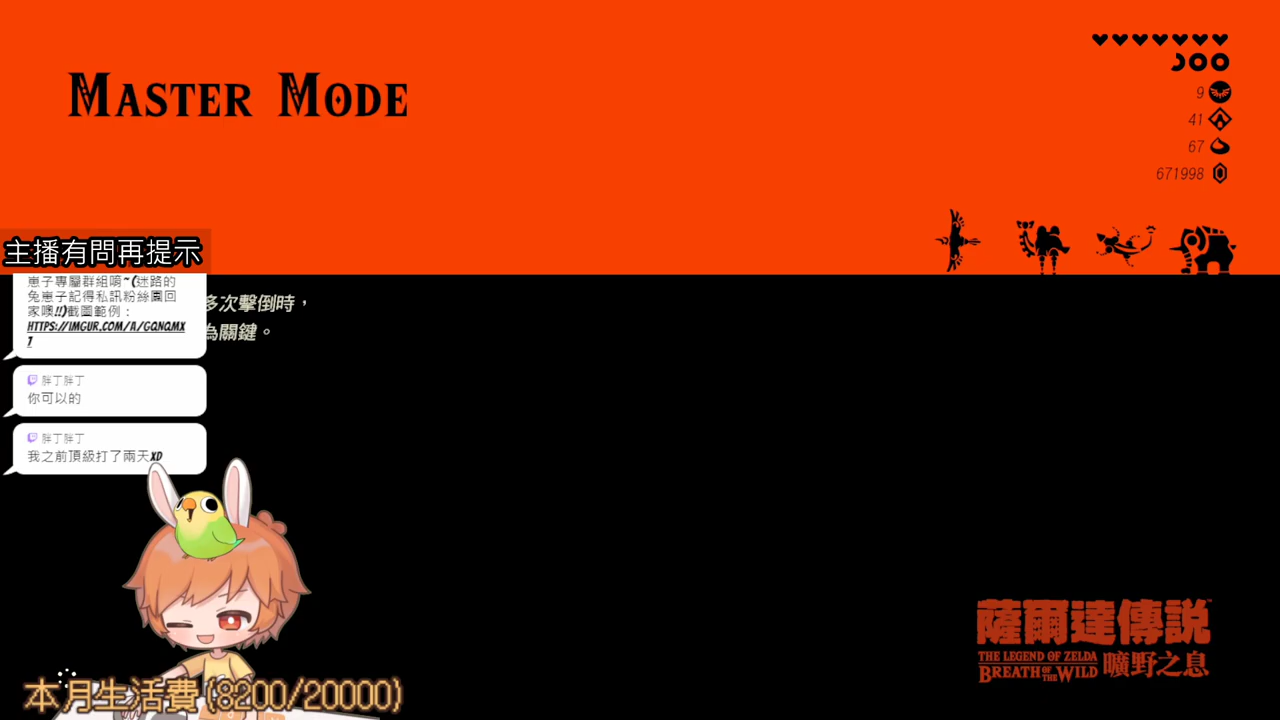 MASTER MODE
9
41
67
671998
主播有問再提示
崽子專屬群組唷~(迷路的
兔崽子記得私訊粉絲團回
家噢!!)截圖範例：
HTTPS://IMGUR.COM/A/GQNQMX
1
多次擊倒時，
為關鍵。
胖丁胖丁
你可以的
胖丁胖丁
我之前頂級打了兩天XD
薩爾達傳說
THE LEGEND OF ZELDA
BREATH OF THE WILD 曠野之息
本月生活費(8200/20000)